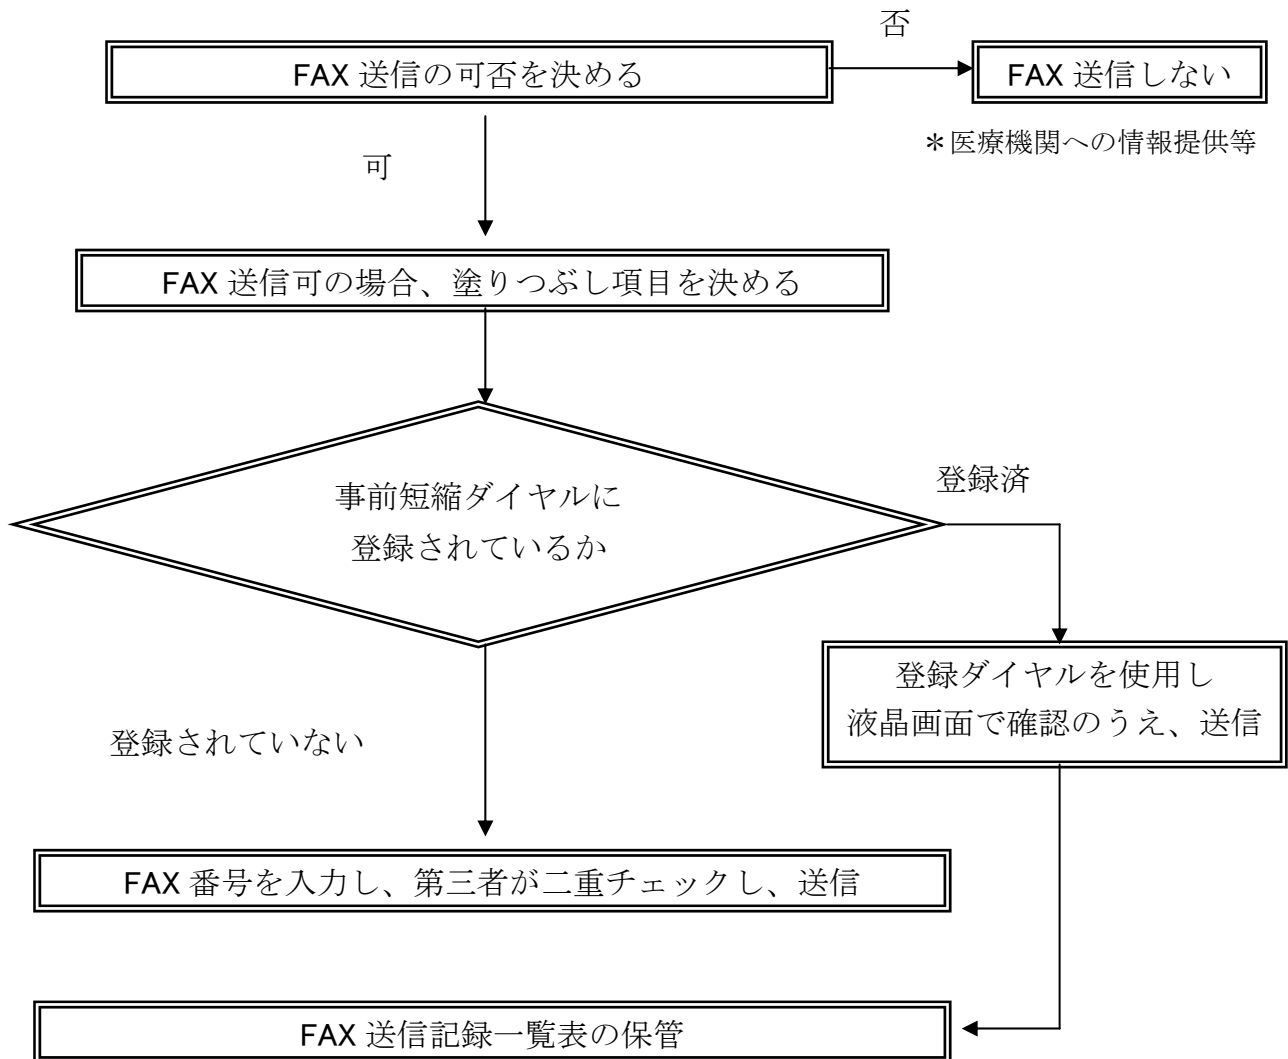 否
FAX 送信の可否を決める
FAX 送信しない
＊医療機関への情報提供等
可
FAX 送信可の場合、塗りつぶし項目を決める
登録済
事前短縮ダイヤルに
登録されているか
登録ダイヤルを使用し
液晶画面で確認のうえ、送信
登録されていない
FAX 番号を入力し、第三者が二重チェックし、送信
FAX 送信記録一覧表の保管